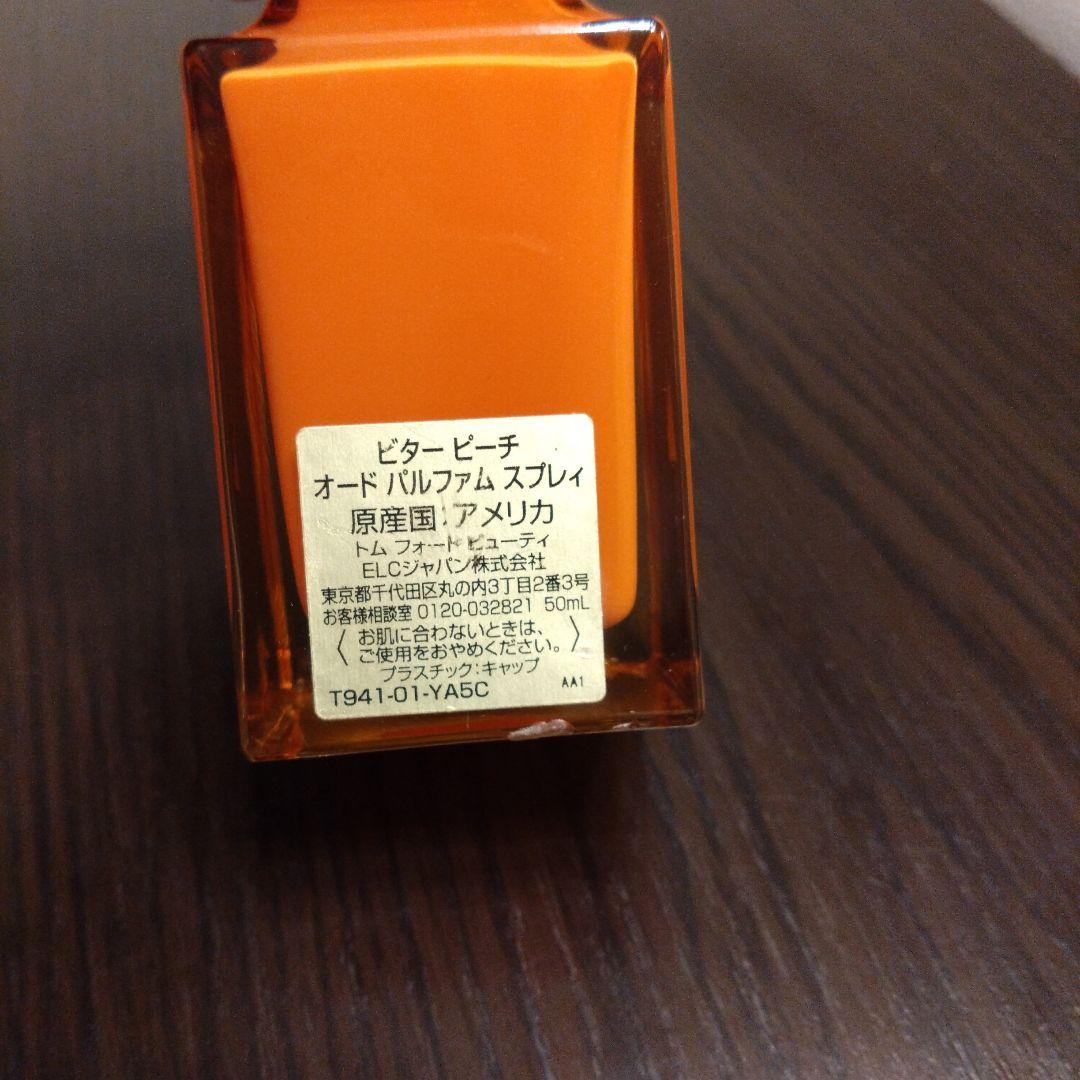 ビター ピーチ
オード パルファム スプレィ
原産国:アメリカ
トム フォード ビューティ
ELCジャパン株式会社
東京都千代田区丸の内3丁目2番3号
お客様相談室 0120-032821 50mL
〈お肌に合わないときは、
ご使用をおやめください。〉
プラスチック:キャップ
T941-01-YA5C AA1